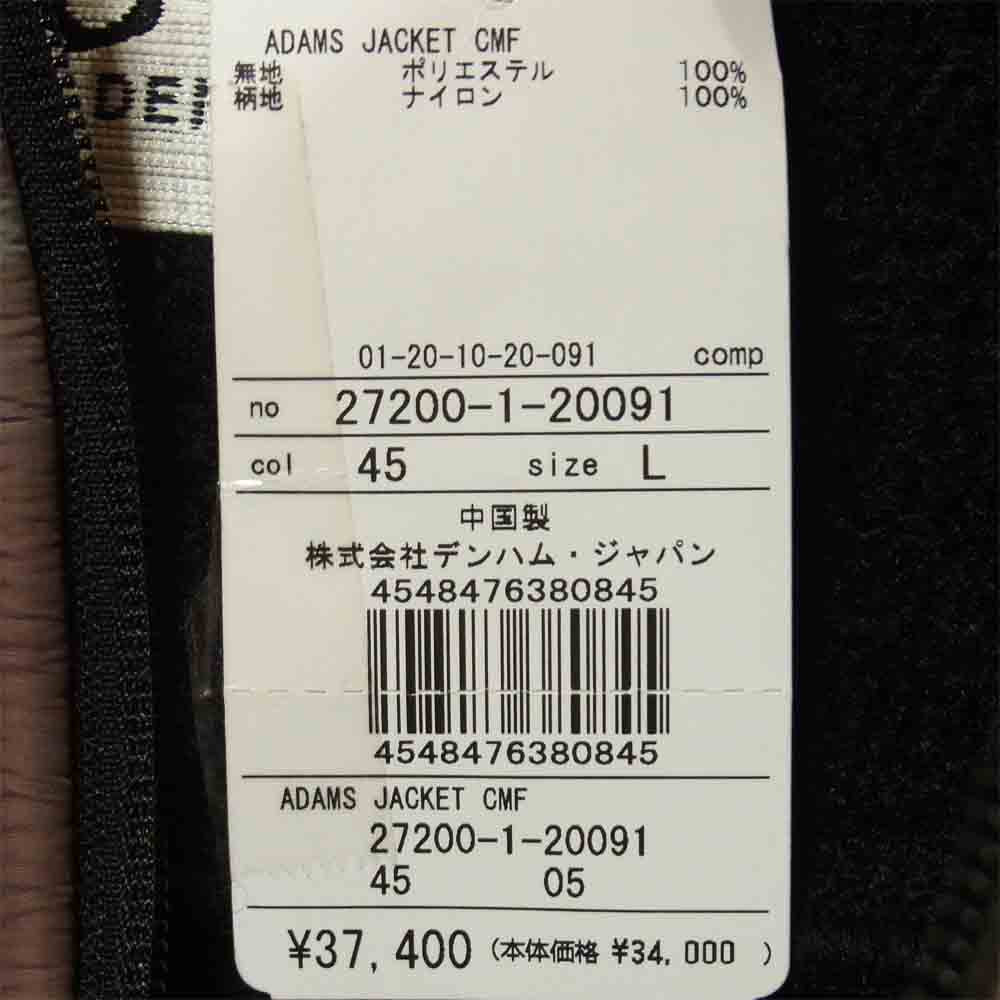 ADAMS JACKET CMF
無地 ポリエステル 100%
柄地 ナイロン 100%
01-20-10-20-091 comp
no 27200-1-20091
col 45 size L
中国製
株式会社デンハム・ジャパン
4548476380845
4548476380845
ADAMS JACKET CMF
27200-1-20091
45 05
¥37,400 (本体価格 ¥34,000 )